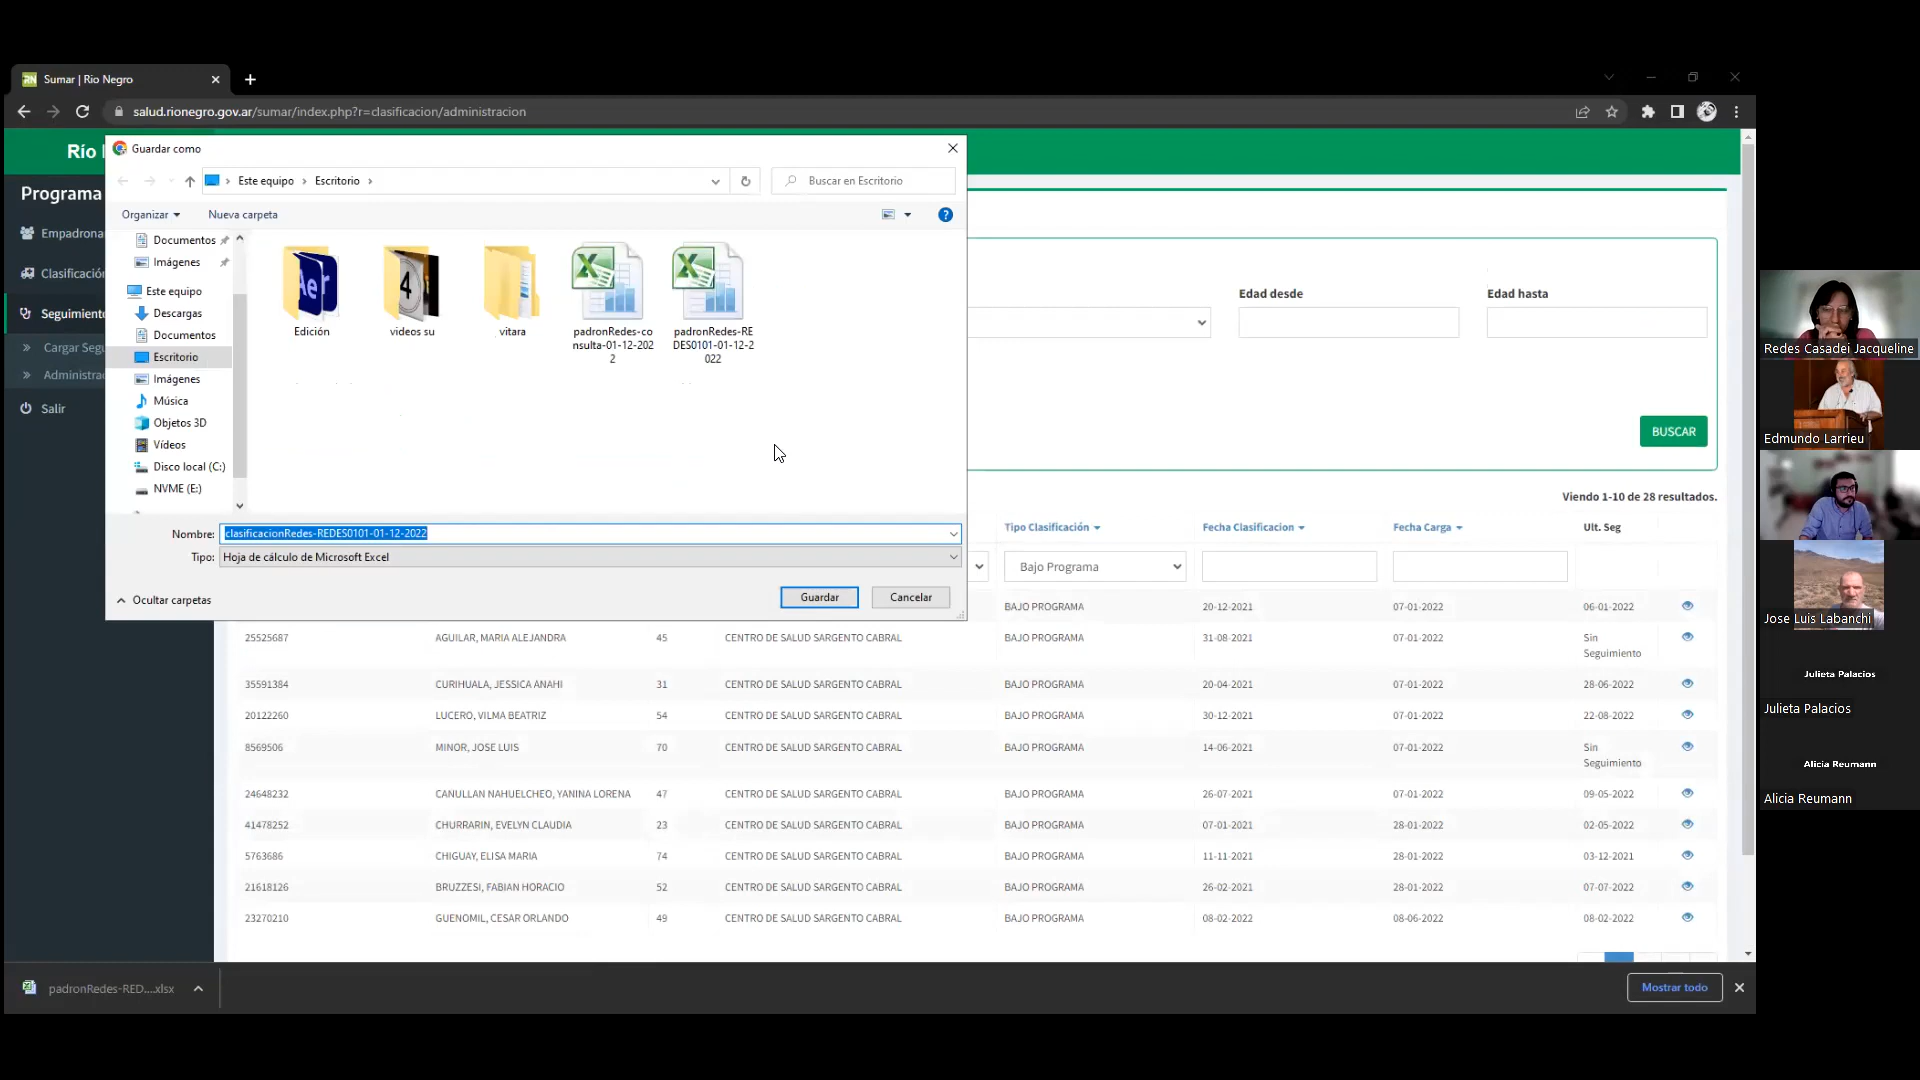 Sumar | Rio Negro
salud.rionegro.gov.ar/sumar/index.php?r=clasificacion/administracion
Río
Programa
Empadrona
Clasificación
Seguimiento
Cargar Seg
Administrac
Salir
Guardar como
Este equipo
Escritorio
Buscar en Escritorio
Organizar
Nueva carpeta
Documentos
Imágenes
Este equipo
Descargas
Documentos
Escritorio
Imágenes
Música
Objetos 3D
Vídeos
Disco local (C:)
NVME (E:)
Edición
videos su
vitara
padronRedes-co
nsulta-01-12-202
2
padronRedes-RE
DES0101-01-12-2
022
Nombre: clasificacionRedes-REDES0101-01-12-2022
Tipo: Hoja de cálculo de Microsoft Excel
Ocultar carpetas
Guardar
Cancelar
Edad desde
Edad hasta
BUSCAR
Viendo 1-10 de 28 resultados.
Tipo Clasificación Fecha Clasificacion Fecha Carga Ult. Seg
Bajo Programa
BAJO PROGRAMA 20-12-2021 07-01-2022 06-01-2022
25525687 AGUILAR, MARIA ALEJANDRA 45 CENTRO DE SALUD SARGENTO CABRAL BAJO PROGRAMA 31-08-2021 07-01-2022 Sin
Seguimiento
35591384 CURIHUALA, JESSICA ANAHI 31 CENTRO DE SALUD SARGENTO CABRAL BAJO PROGRAMA 20-04-2021 07-01-2022 28-06-2022
20122260 LUCERO, VILMA BEATRIZ 54 CENTRO DE SALUD SARGENTO CABRAL BAJO PROGRAMA 30-12-2021 07-01-2022 22-08-2022
8569506 MINOR, JOSE LUIS 70 CENTRO DE SALUD SARGENTO CABRAL BAJO PROGRAMA 14-06-2021 07-01-2022 Sin
Seguimiento
24648232 CANULLAN NAHUELCHEO, YANINA LORENA 47 CENTRO DE SALUD SARGENTO CABRAL BAJO PROGRAMA 26-07-2021 07-01-2022 09-05-2022
41478252 CHURRARIN, EVELYN CLAUDIA 23 CENTRO DE SALUD SARGENTO CABRAL BAJO PROGRAMA 07-01-2021 28-01-2022 02-05-2022
5763686 CHIGUAY, ELISA MARIA 74 CENTRO DE SALUD SARGENTO CABRAL BAJO PROGRAMA 11-11-2021 28-01-2022 03-12-2021
21618126 BRUZZESI, FABIAN HORACIO 52 CENTRO DE SALUD SARGENTO CABRAL BAJO PROGRAMA 26-02-2021 28-01-2022 07-07-2022
23270210 GUENOMIL, CESAR ORLANDO 49 CENTRO DE SALUD SARGENTO CABRAL BAJO PROGRAMA 08-02-2022 08-06-2022 08-02-2022
padronRedes-RED....xlsx
Mostrar todo
Redes Casadei Jacqueline
Edmundo Larrieu
Jose Luis Labanchi
Julieta Palacios
Julieta Palacios
Alicia Reumann
Alicia Reumann